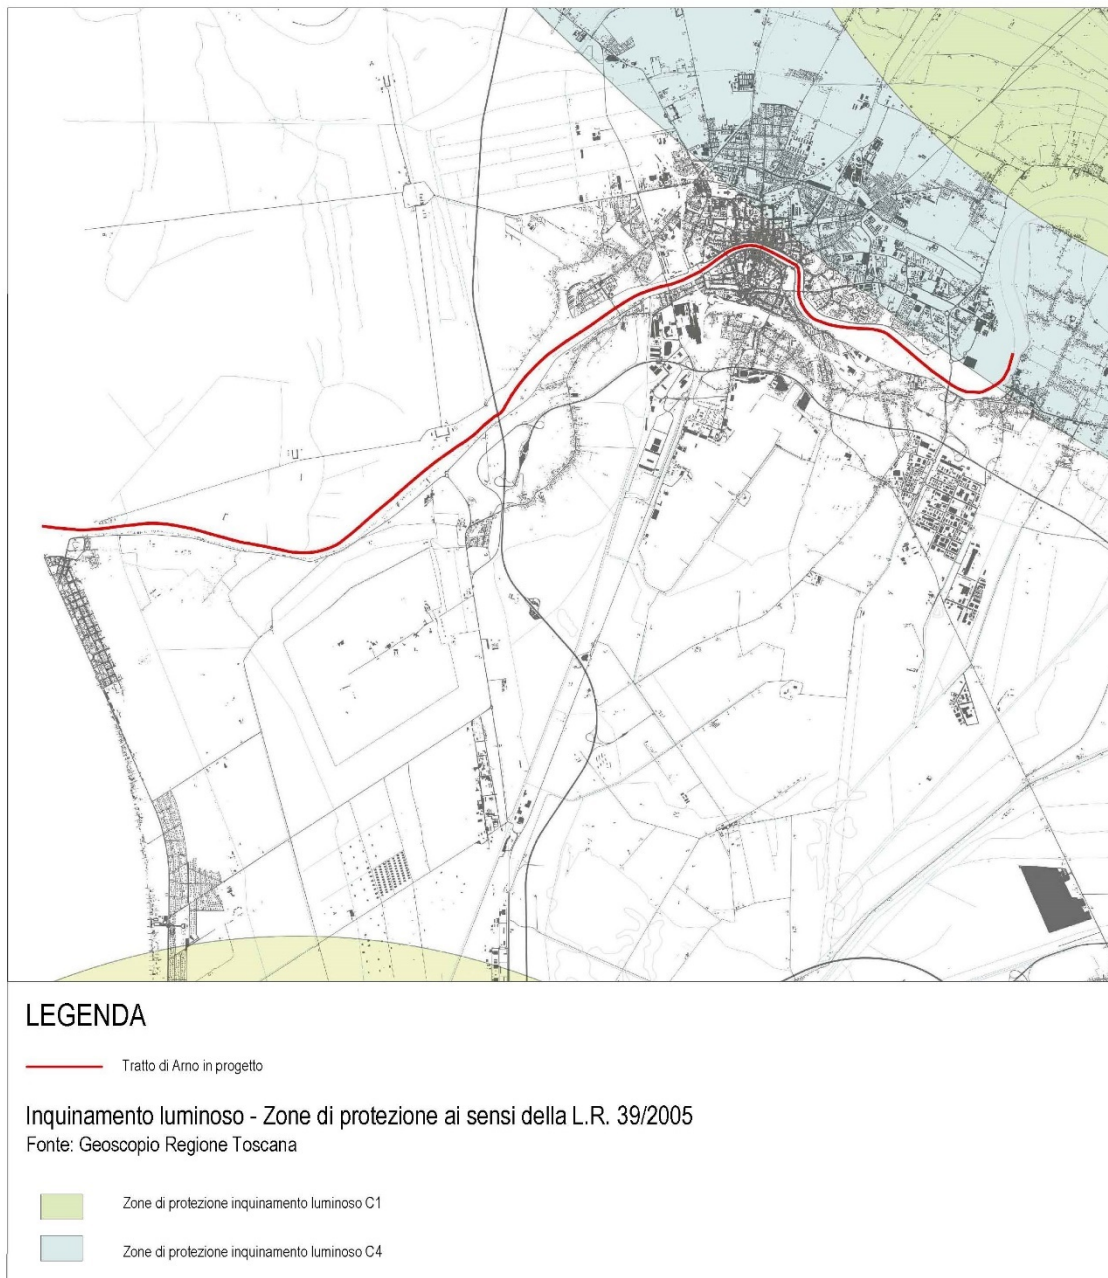 LEGENDA
Tratto di Arno in progetto
Inquinamento luminoso - Zone di protezione ai sensi della L.R. 39/2005
Fonte: Geoscopio Regione Toscana
Zone di protezione inquinamento luminoso C1
Zone di protezione inquinamento luminoso C4